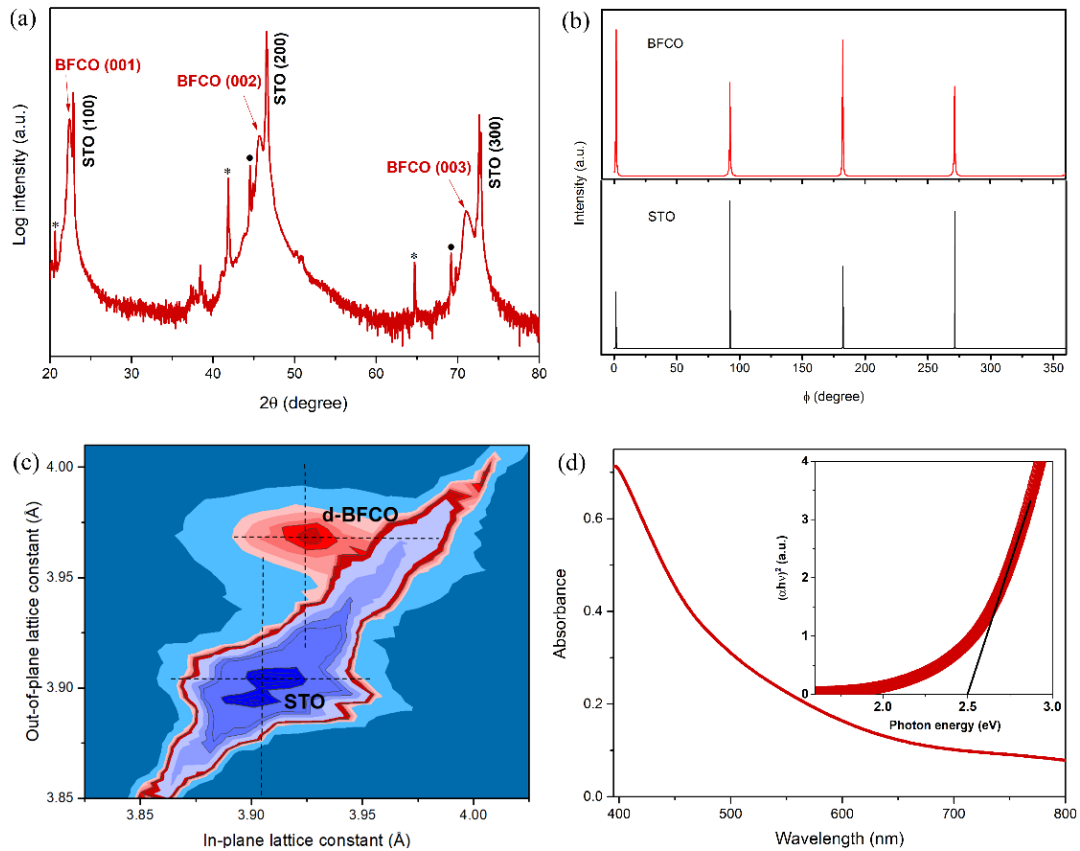 (a)
BFCO (001)
STO (100)
BFCO (002)
STO (200)
BFCO (003)
STO (300)
*
*
●
*
●
Log intensity (a.u.)
20 30 40 50 60 70 80
2θ (degree)
(b)
BFCO
STO
Intensity (a.u.)
0 50 100 150 200 250 300 350
ϕ (degree)
(c)
4.00
3.95
3.90
3.85
Out-of-plane lattice constant (Å)
d-BFCO
STO
3.85 3.90 3.95 4.00
In-plane lattice constant (Å)
(d)
0.6
0.4
0.2
0.0
Absorbance
400 500 600 700 800
Wavelength (nm)
4
3
2
1
0
(αhν)² (a.u.)
2.0 2.5 3.0
Photon energy (eV)